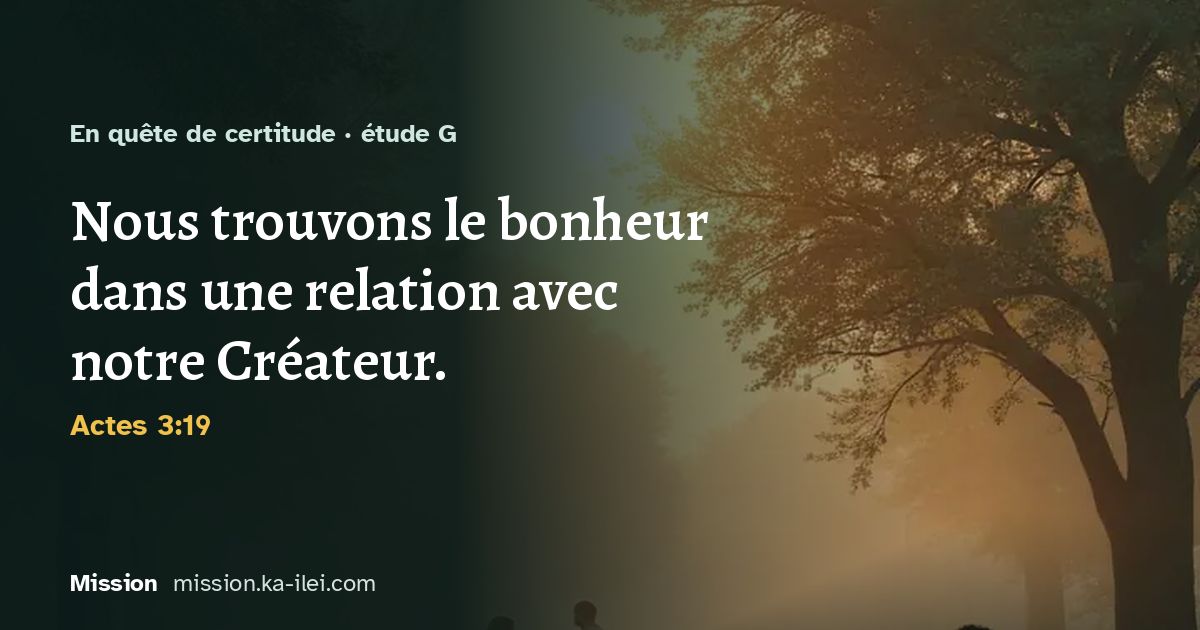 En quête de certitude · étude G
Nous trouvons le bonheur
dans une relation avec
notre Créateur.
Actes 3:19
Mission mission.ka-ilei.com